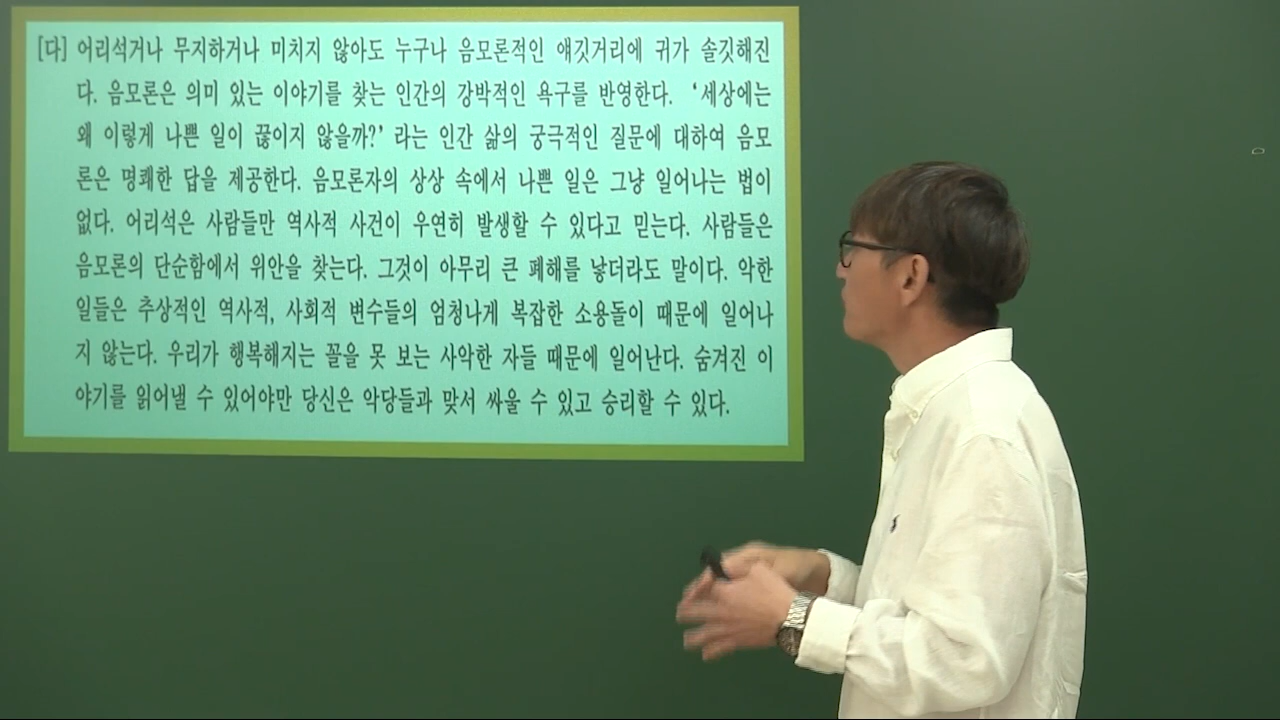 [다] 어리석거나 무지하거나 미치지 않아도 누구나 음모론적인 얘깃거리에 귀가 솔깃해진
다. 음모론은 의미 있는 이야기를 찾는 인간의 강박적인 욕구를 반영한다. ‘세상에는
왜 이렇게 나쁜 일이 끊이지 않을까?’ 라는 인간 삶의 궁극적인 질문에 대하여 음모
론은 명쾌한 답을 제공한다. 음모론자의 상상 속에서 나쁜 일은 그냥 일어나는 법이
없다. 어리석은 사람들만 역사적 사건이 우연히 발생할 수 있다고 믿는다. 사람들은
음모론의 단순함에서 위안을 찾는다. 그것이 아무리 큰 폐해를 낳더라도 말이다. 악한
일들은 추상적인 역사적, 사회적 변수들의 엄청나게 복잡한 소용돌이 때문에 일어나
지 않는다. 우리가 행복해지는 꼴을 못 보는 사악한 자들 때문에 일어난다. 숨겨진 이
야기를 읽어낼 수 있어야만 당신은 악당들과 맞서 싸울 수 있고 승리할 수 있다.